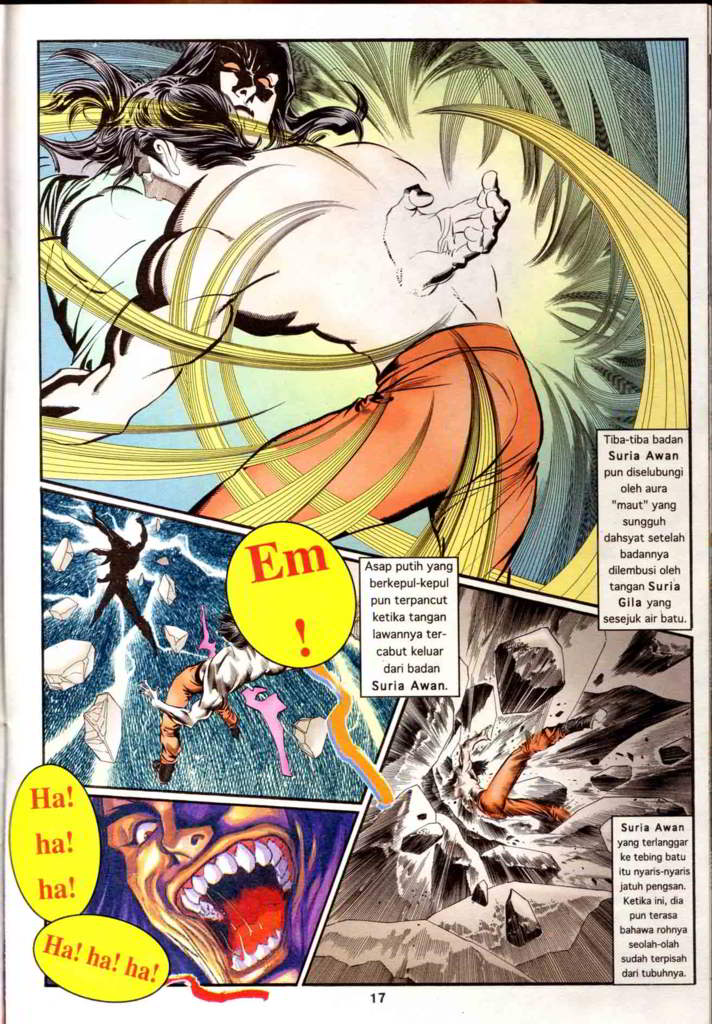 Tiba-tiba badan
Suria Awan
pun diselubungi
oleh aura
"maut" yang
sungguh
dahsyat setelah
badannya
dilembusi oleh
tangan Suria
Gila yang
sesejuk air batu.
Em
!
Asap putih yang
berkepul-kepul
pun terpancut
ketika tangan
lawannya ter-
cabut keluar
dari badan
Suria Awan.
Ha!
ha!
ha!
Ha! ha! ha!
Suria Awan
yang terlanggar
ke tebing batu
itu nyaris-nyaris
jatuh pengsan.
Ketika ini, dia
pun terasa
bahawa rohnya
seolah-olah
sudah terpisah
dari tubuhnya.
17